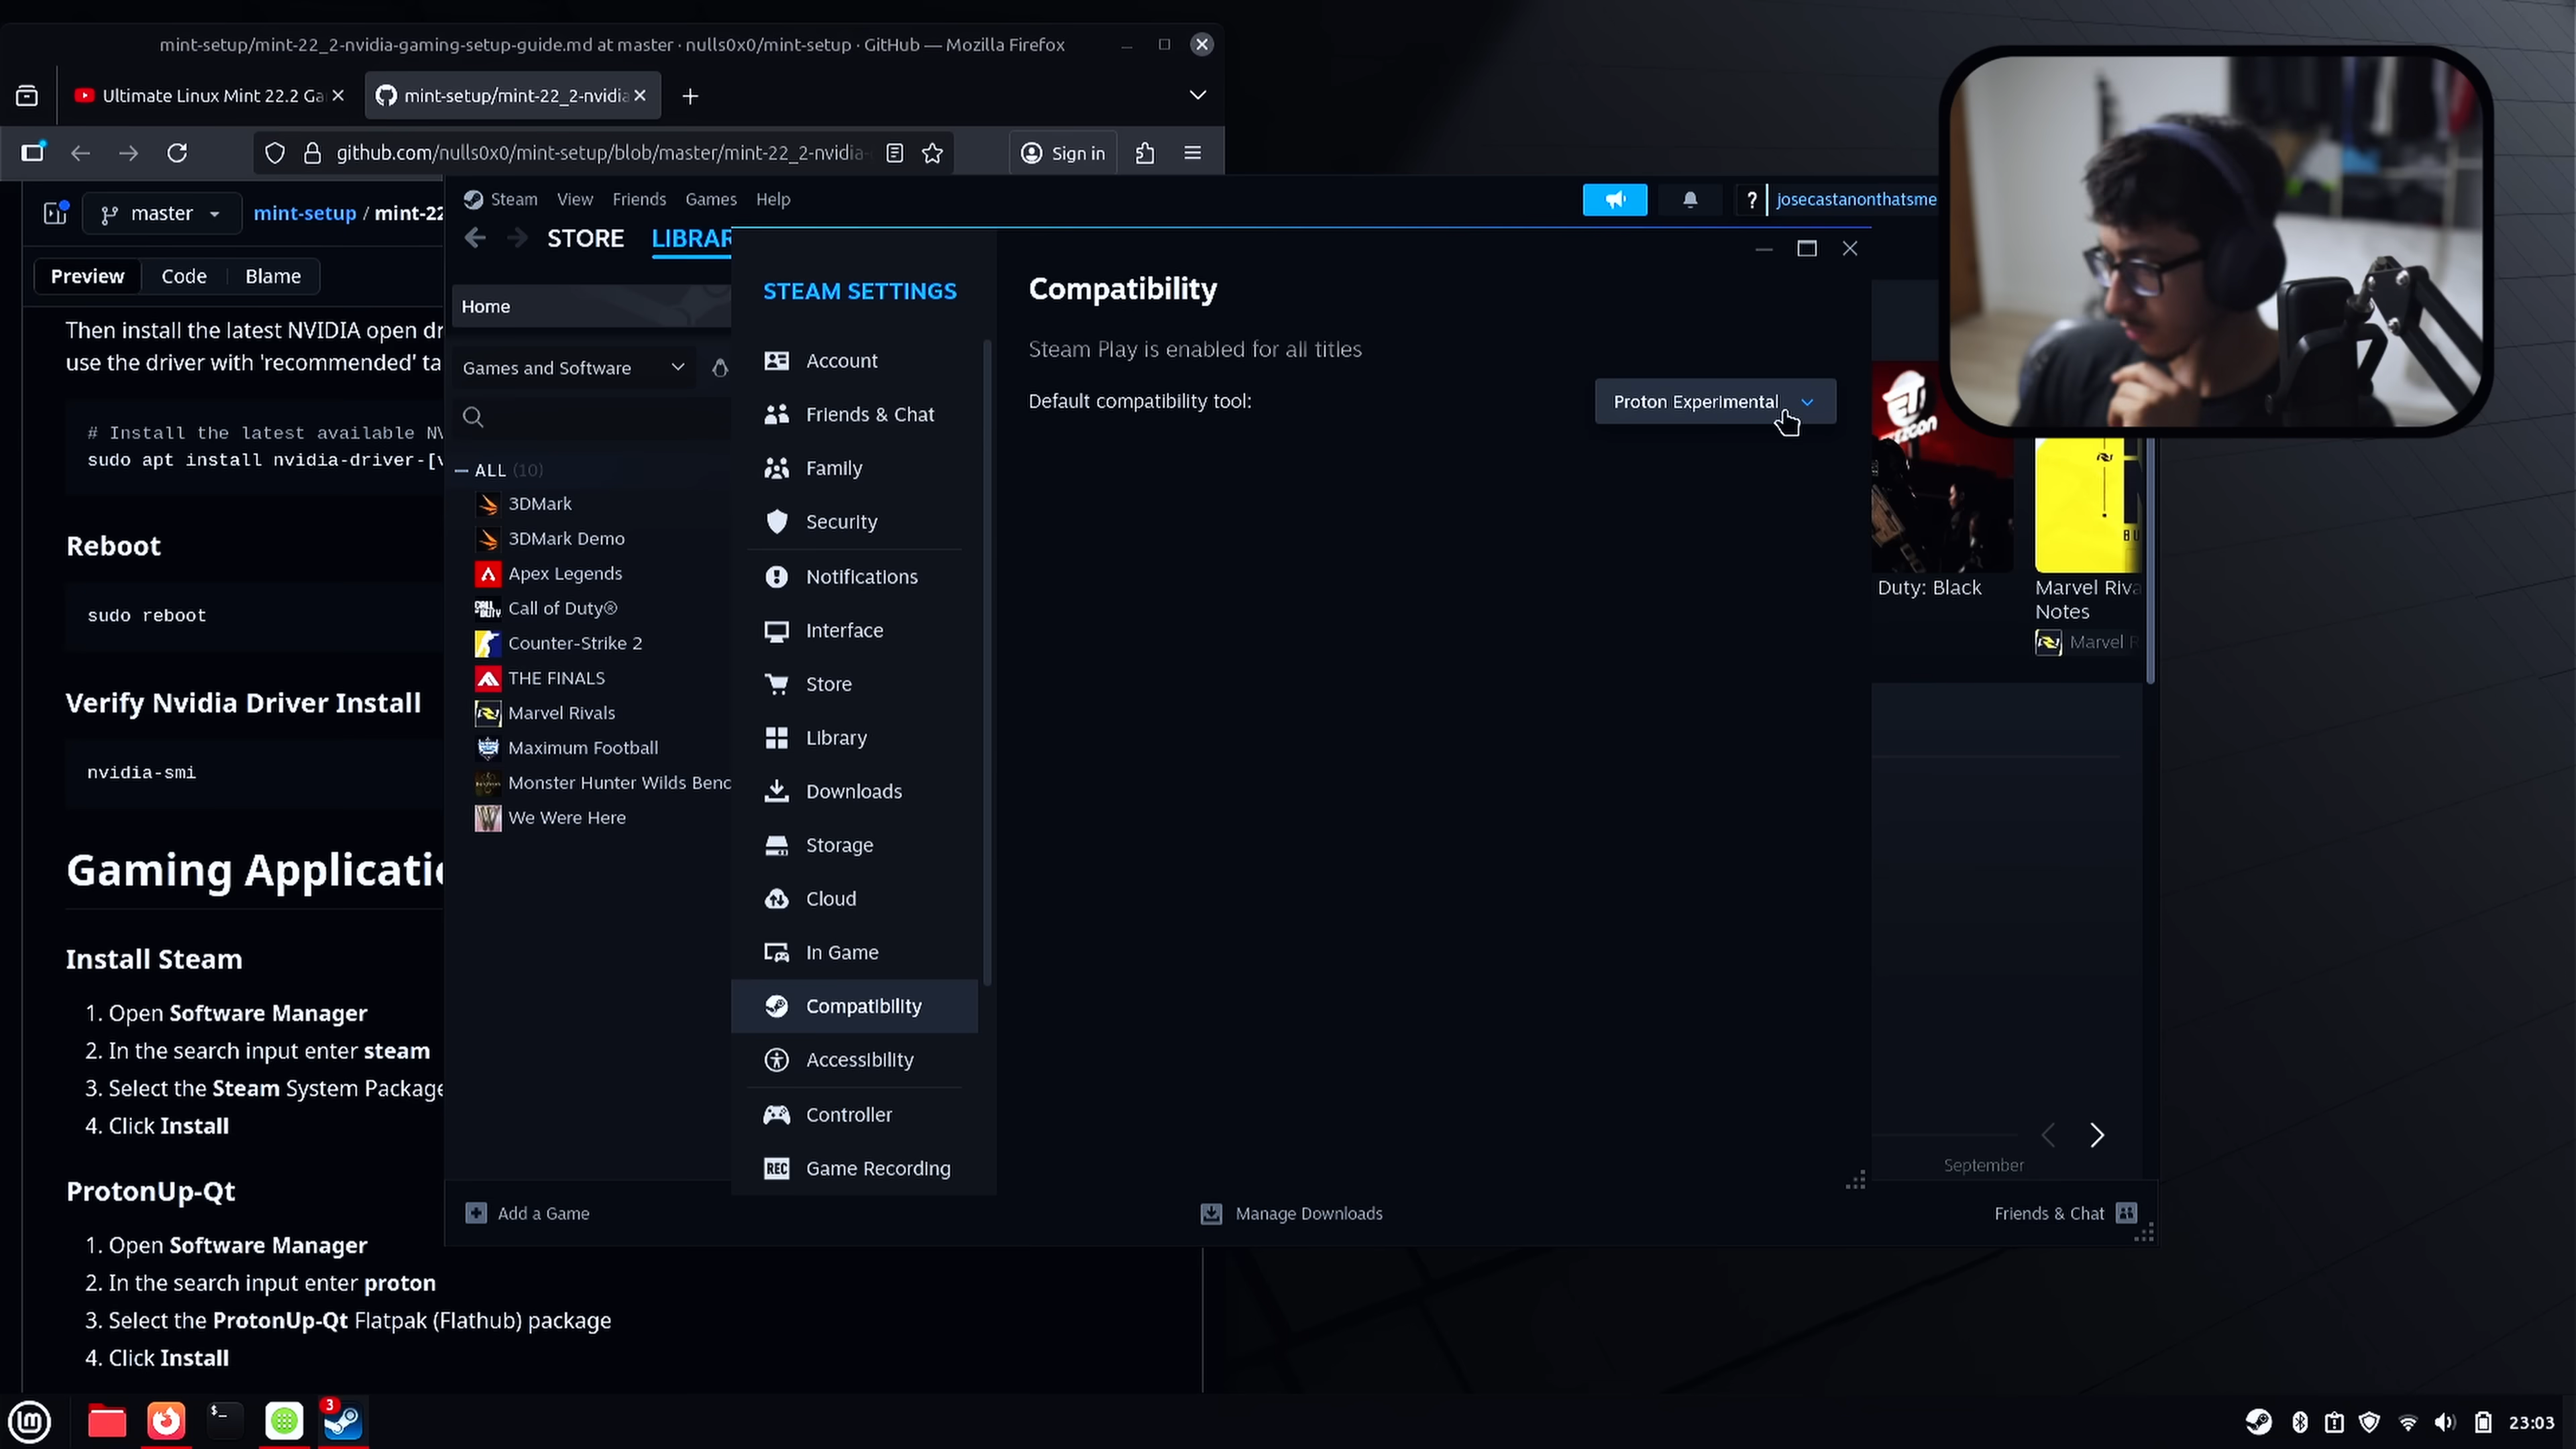 mint-setup/mint-22_2-nvidia-gaming-setup-guide.md at master · nulls0x0/mint-setup · GitHub — Mozilla Firefox
Ultimate Linux Mint 22.2 Ga
mint-setup/mint-22_2-nvidia
github.com/nulls0x0/mint-setup/blob/master/mint-22_2-nvidia-
Sign in
master
mint-setup / mint-22
Preview
Code
Blame
Then install the latest NVIDIA open dr
use the driver with 'recommended' ta
# Install the latest available NV
sudo apt install nvidia-driver-[v
Reboot
sudo reboot
Verify Nvidia Driver Install
nvidia-smi
Gaming Applicatio
Install Steam
1. Open Software Manager
2. In the search input enter steam
3. Select the Steam System Package
4. Click Install
ProtonUp-Qt
1. Open Software Manager
2. In the search input enter proton
3. Select the ProtonUp-Qt Flatpak (Flathub) package
4. Click Install
Steam View Friends Games Help
? josecastanonthatsme
STORE LIBRAR
Home
Games and Software
ALL (10)
3DMark
3DMark Demo
Apex Legends
Call of Duty®
Counter-Strike 2
THE FINALS
Marvel Rivals
Maximum Football
Monster Hunter Wilds Benc
We Were Here
Add a Game
Manage Downloads
Friends & Chat
STEAM SETTINGS
Account
Friends & Chat
Family
Security
Notifications
Interface
Store
Library
Downloads
Storage
Cloud
In Game
Compatibility
Accessibility
Controller
REC Game Recording
Compatibility
Steam Play is enabled for all titles
Default compatibility tool:
Proton Experimental
Duty: Black
Marvel Riva
Notes
Marvel R
September
3
23:03